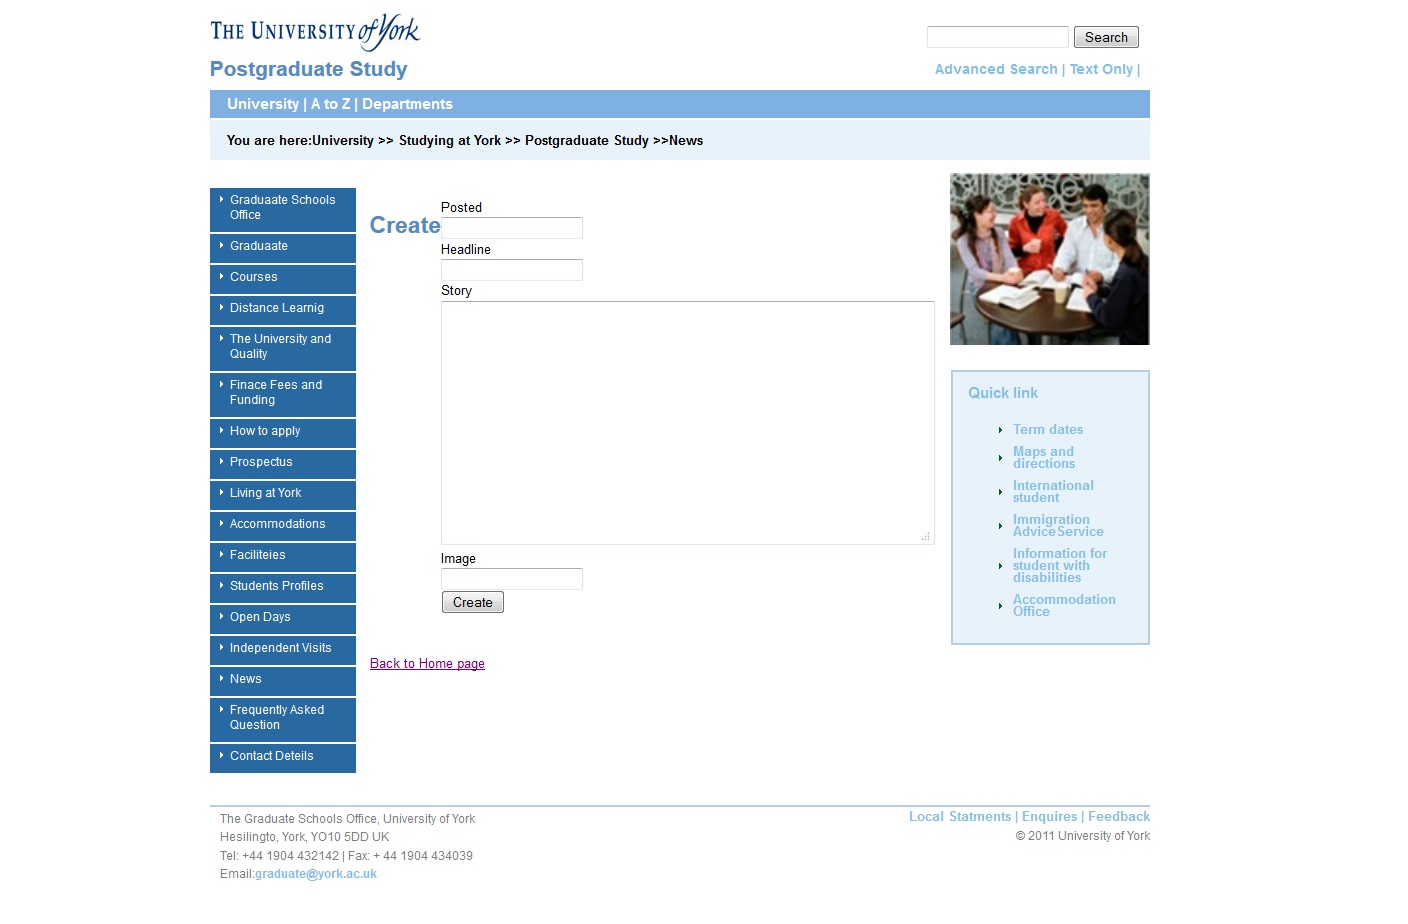 THE UNIVERSITY of York
Search
Postgraduate Study
Advanced Search | Text Only |
University | A to Z | Departments
You are here:University >> Studying at York >> Postgraduate Study >>News
Graduaate Schools
Office
Graduaate
Courses
Distance Learnig
The University and
Quality
Finace Fees and
Funding
How to apply
Prospectus
Living at York
Accommodations
Faciliteies
Students Profiles
Open Days
Independent Visits
News
Frequently Asked
Question
Contact Deteils
Create
Posted
Headline
Story
Image
Create
Back to Home page
Quick link
Term dates
Maps and
directions
International
student
Immigration
Advice Service
Information for
student with
disabilities
Accommodation
Office
The Graduate Schools Office, University of York
Hesilingto, York, YO10 5DD UK
Tel: +44 1904 432142 | Fax: + 44 1904 434039
Email:graduate@york.ac.uk
Local Statments | Enquires | Feedback
© 2011 University of York